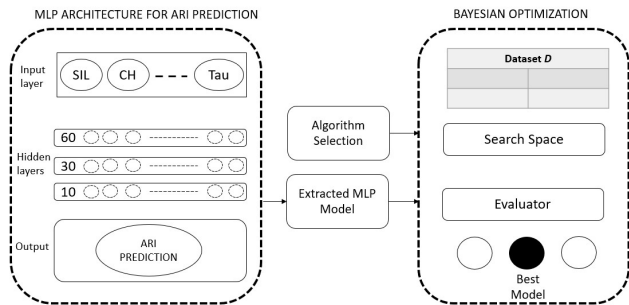 MLP ARCHITECTURE FOR ARI PREDICTION
Input
layer
SIL
CH
Tau
60
Hidden
layers
30
10
Output
ARI
PREDICTION
Algorithm
Selection
Extracted MLP
Model
BAYESIAN OPTIMIZATION
Dataset D
Search Space
Evaluator
Best
Model